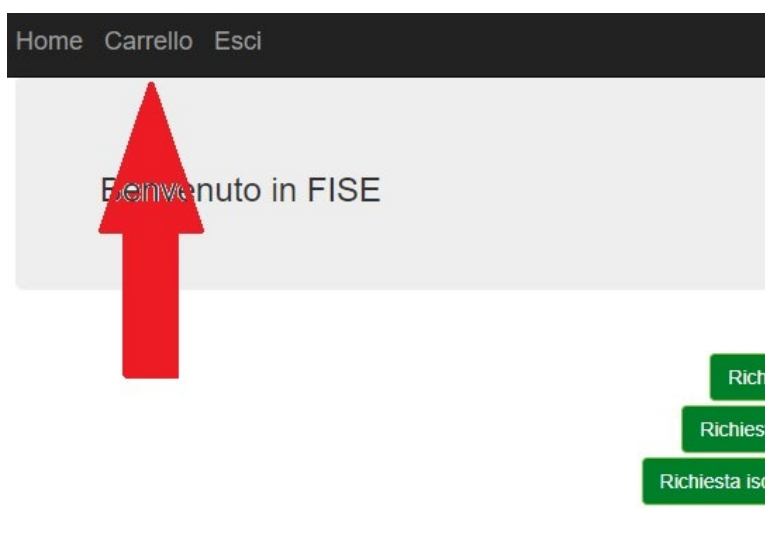 Home Carrello Esci
Benvenuto in FISE
Rich
Richies
Richiesta isc